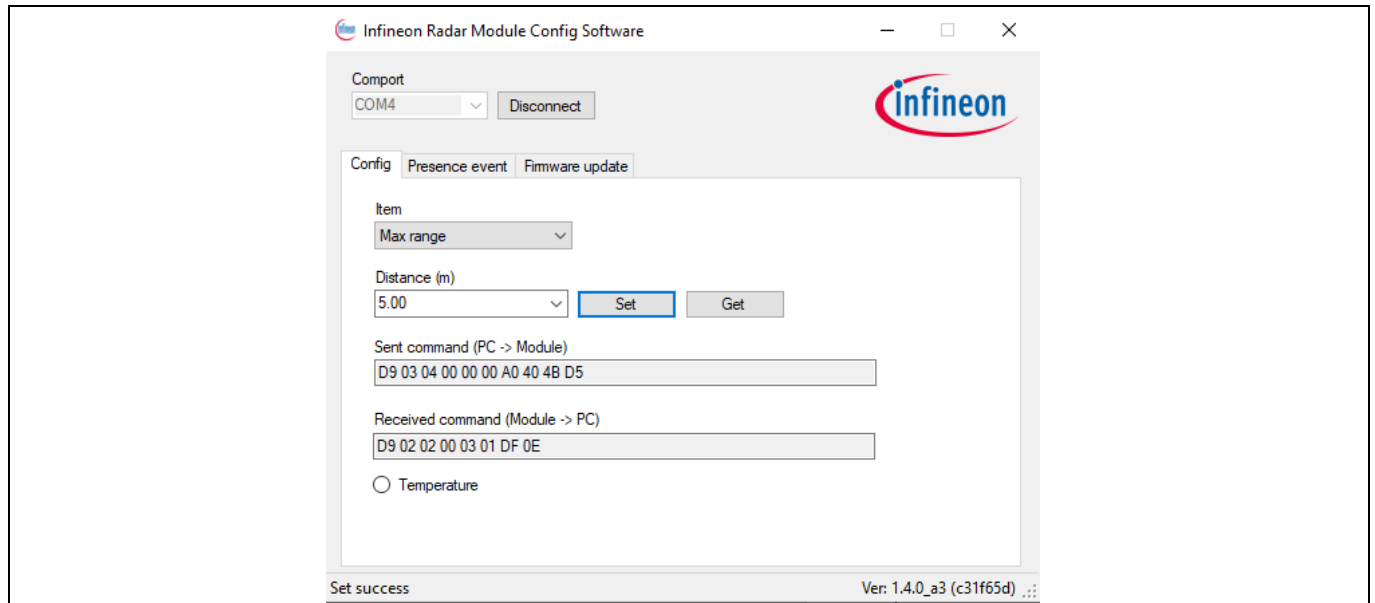 Infineon Radar Module Config Software
Comport
COM4 Disconnect
infineon
Config Presence event Firmware update
Item
Max range
Distance (m)
5.00 Set Get
Sent command (PC -> Module)
D9 03 04 00 00 00 A0 40 4B D5
Received command (Module -> PC)
D9 02 02 00 03 01 DF 0E
Temperature
Set success Ver: 1.4.0_a3 (c31f65d)